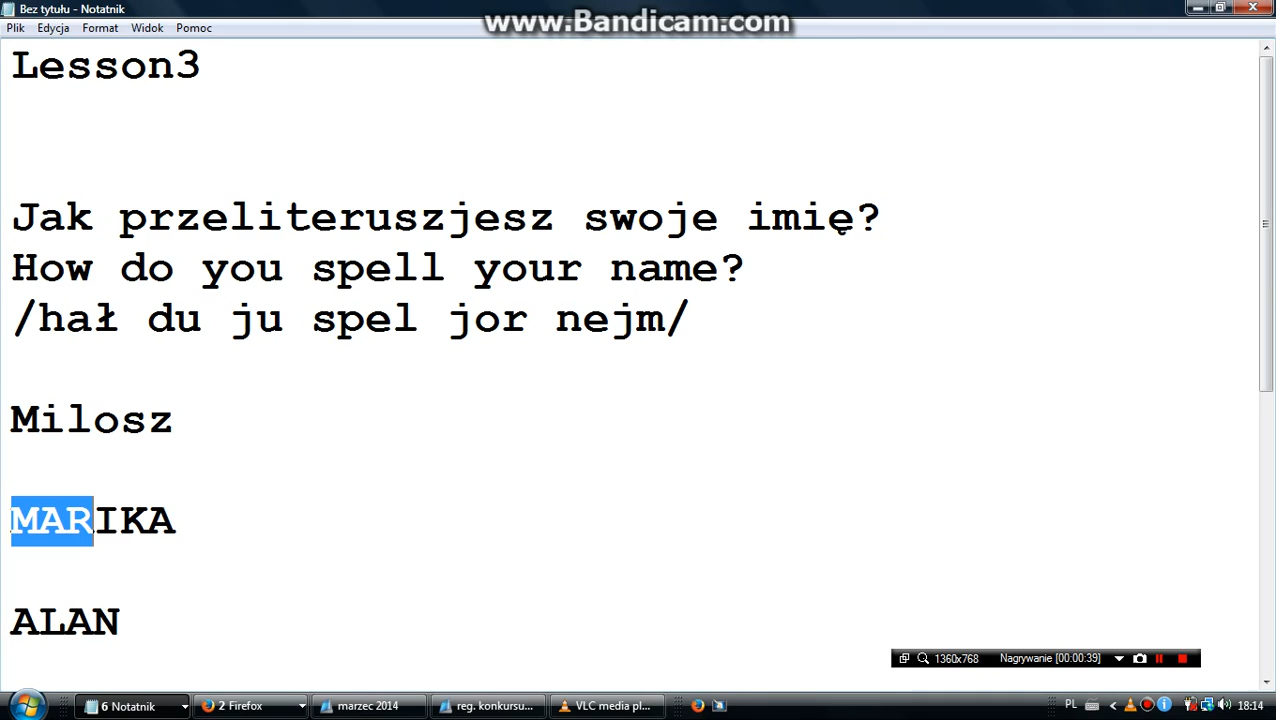 Bez tytułu - Notatnik
www.Bandicam.com
Plik Edycja Format Widok Pomoc
Lesson3
Jak przeliteruszjesz swoje imię?
How do you spell your name?
/hał du ju spel jor nejm/
Milosz
MARIKA
ALAN
1360x768 Nagrywanie [00:00:39]
6 Notatnik 2 Firefox marzec 2014 reg. konkursu... VLC media pl... PL 18:14